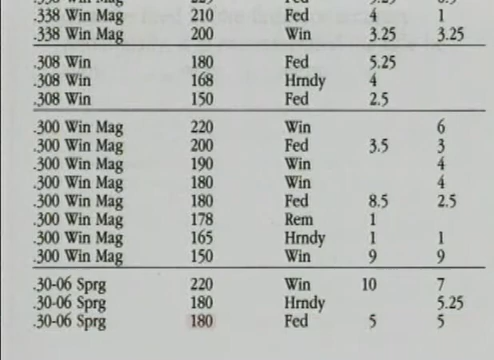 .338 Win Mag 210 Fed 4 1
.338 Win Mag 200 Win 3.25 3.25
.308 Win 180 Fed 5.25
.308 Win 168 Hrndy 4
.308 Win 150 Fed 2.5
.300 Win Mag 220 Win 6
.300 Win Mag 200 Fed 3.5 3
.300 Win Mag 190 Win 4
.300 Win Mag 180 Win 4
.300 Win Mag 180 Fed 8.5 2.5
.300 Win Mag 178 Rem 1
.300 Win Mag 165 Hrndy 1 1
.300 Win Mag 150 Win 9 9
.30-06 Sprg 220 Win 10 7
.30-06 Sprg 180 Hrndy 5.25
.30-06 Sprg 180 Fed 5 5